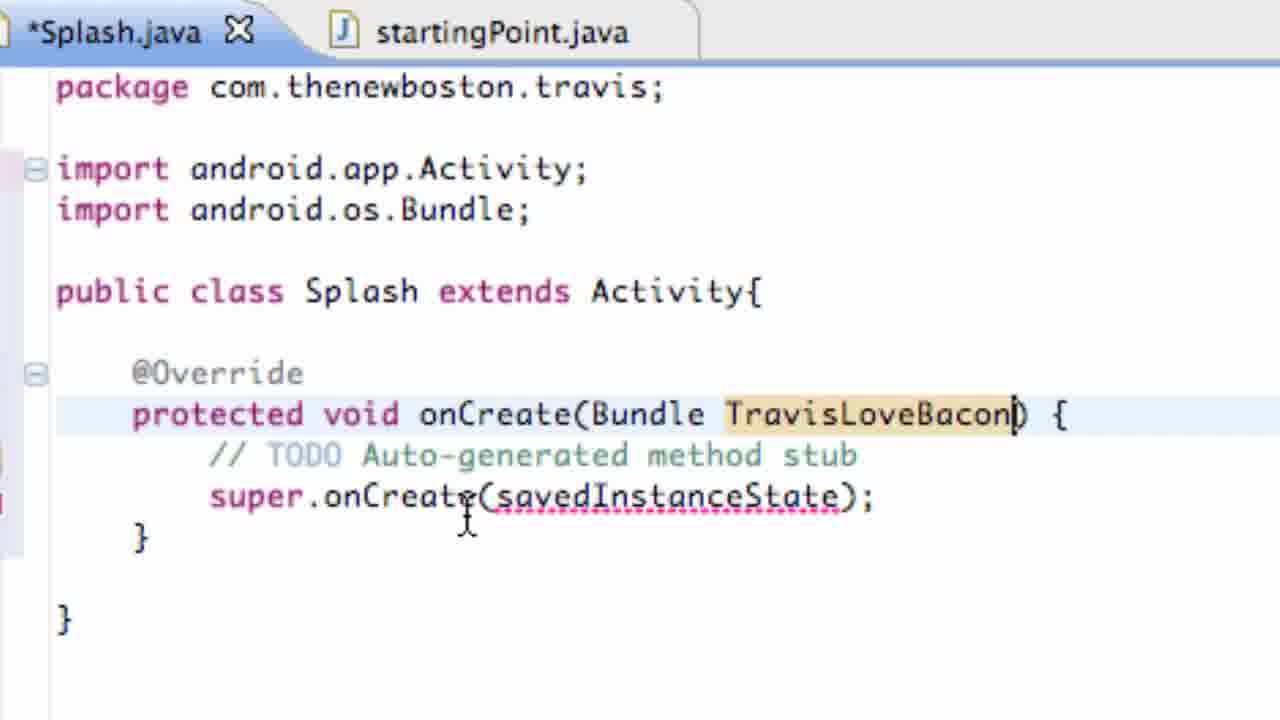 *Splash.java startingPoint.java
package com.thenewboston.travis;
import android.app.Activity;
import android.os.Bundle;
public class Splash extends Activity{
@Override
protected void onCreate(Bundle TravisLoveBacon) {
// TODO Auto-generated method stub
super.onCreate(savedInstanceState);
}
}